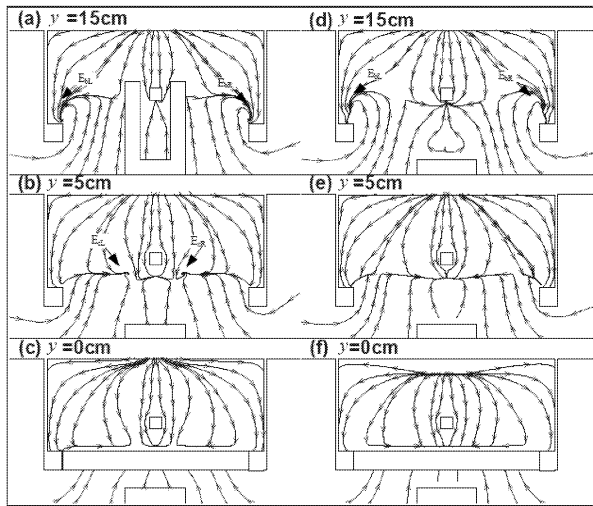 (a) y =15cm
(d) y =15cm
EbL
EbR
EbL
EbR
(b) y =5cm
(e) y =5cm
EcL
EcR
(c) y =0cm
(f) y=0cm